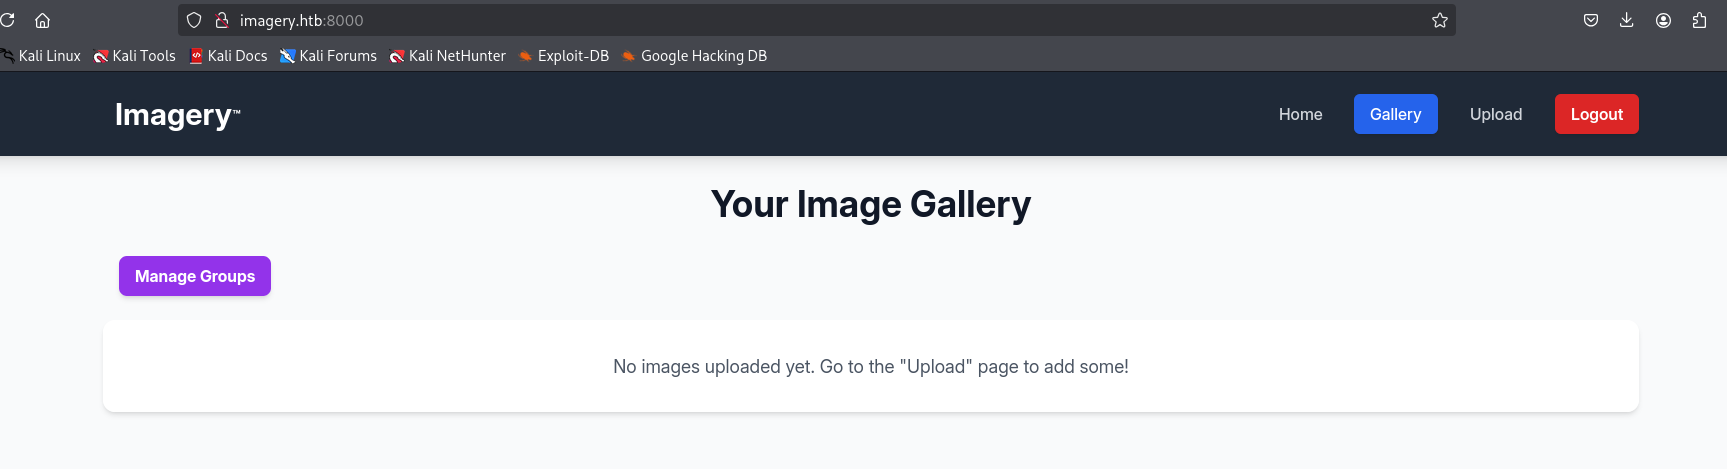 imagery.htb:8000
Kali Linux Kali Tools Kali Docs Kali Forums Kali NetHunter Exploit-DB Google Hacking DB
Imagery™ Home Gallery Upload Logout
Your Image Gallery
Manage Groups
No images uploaded yet. Go to the "Upload" page to add some!